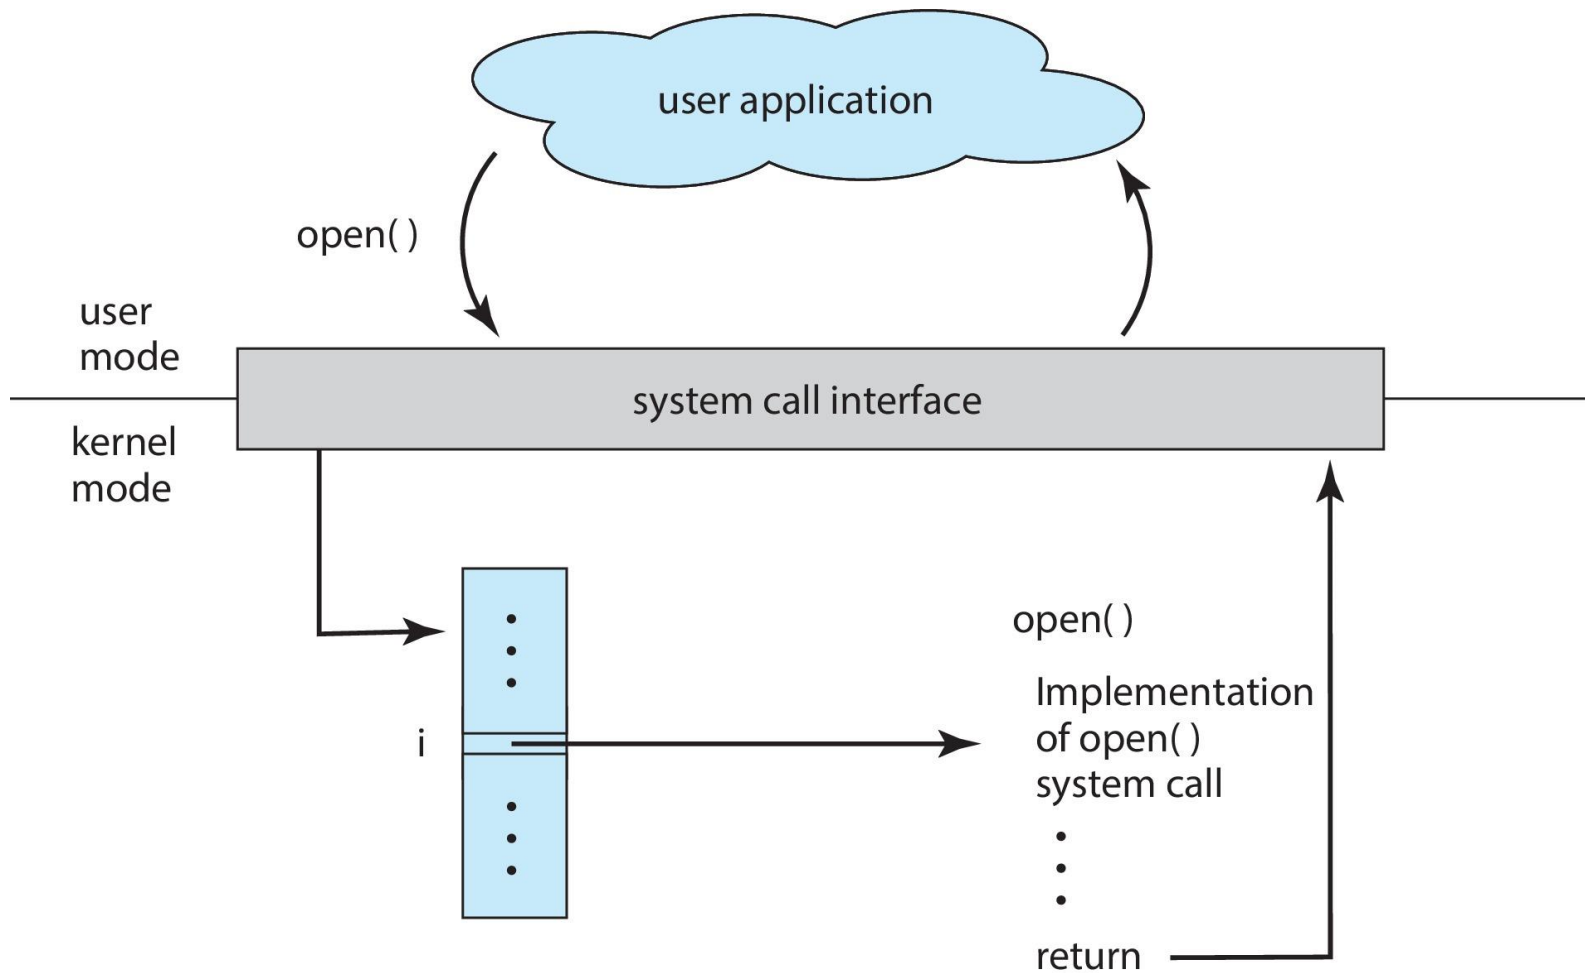 user application
open( )
user
mode
system call interface
kernel
mode
open( )
i
Implementation
of open( )
system call
return